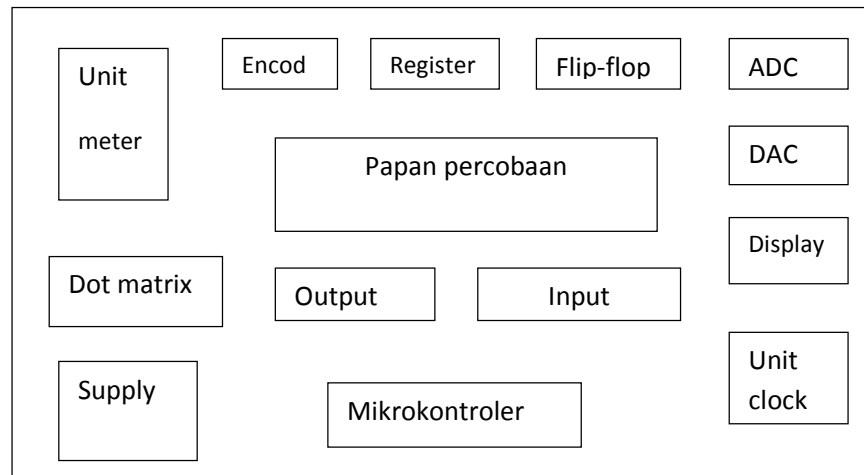 Unit
meter
Encod
Register
Flip-flop
ADC
Papan percobaan
DAC
Display
Dot matrix
Output
Input
Supply
Mikrokontroler
Unit
clock